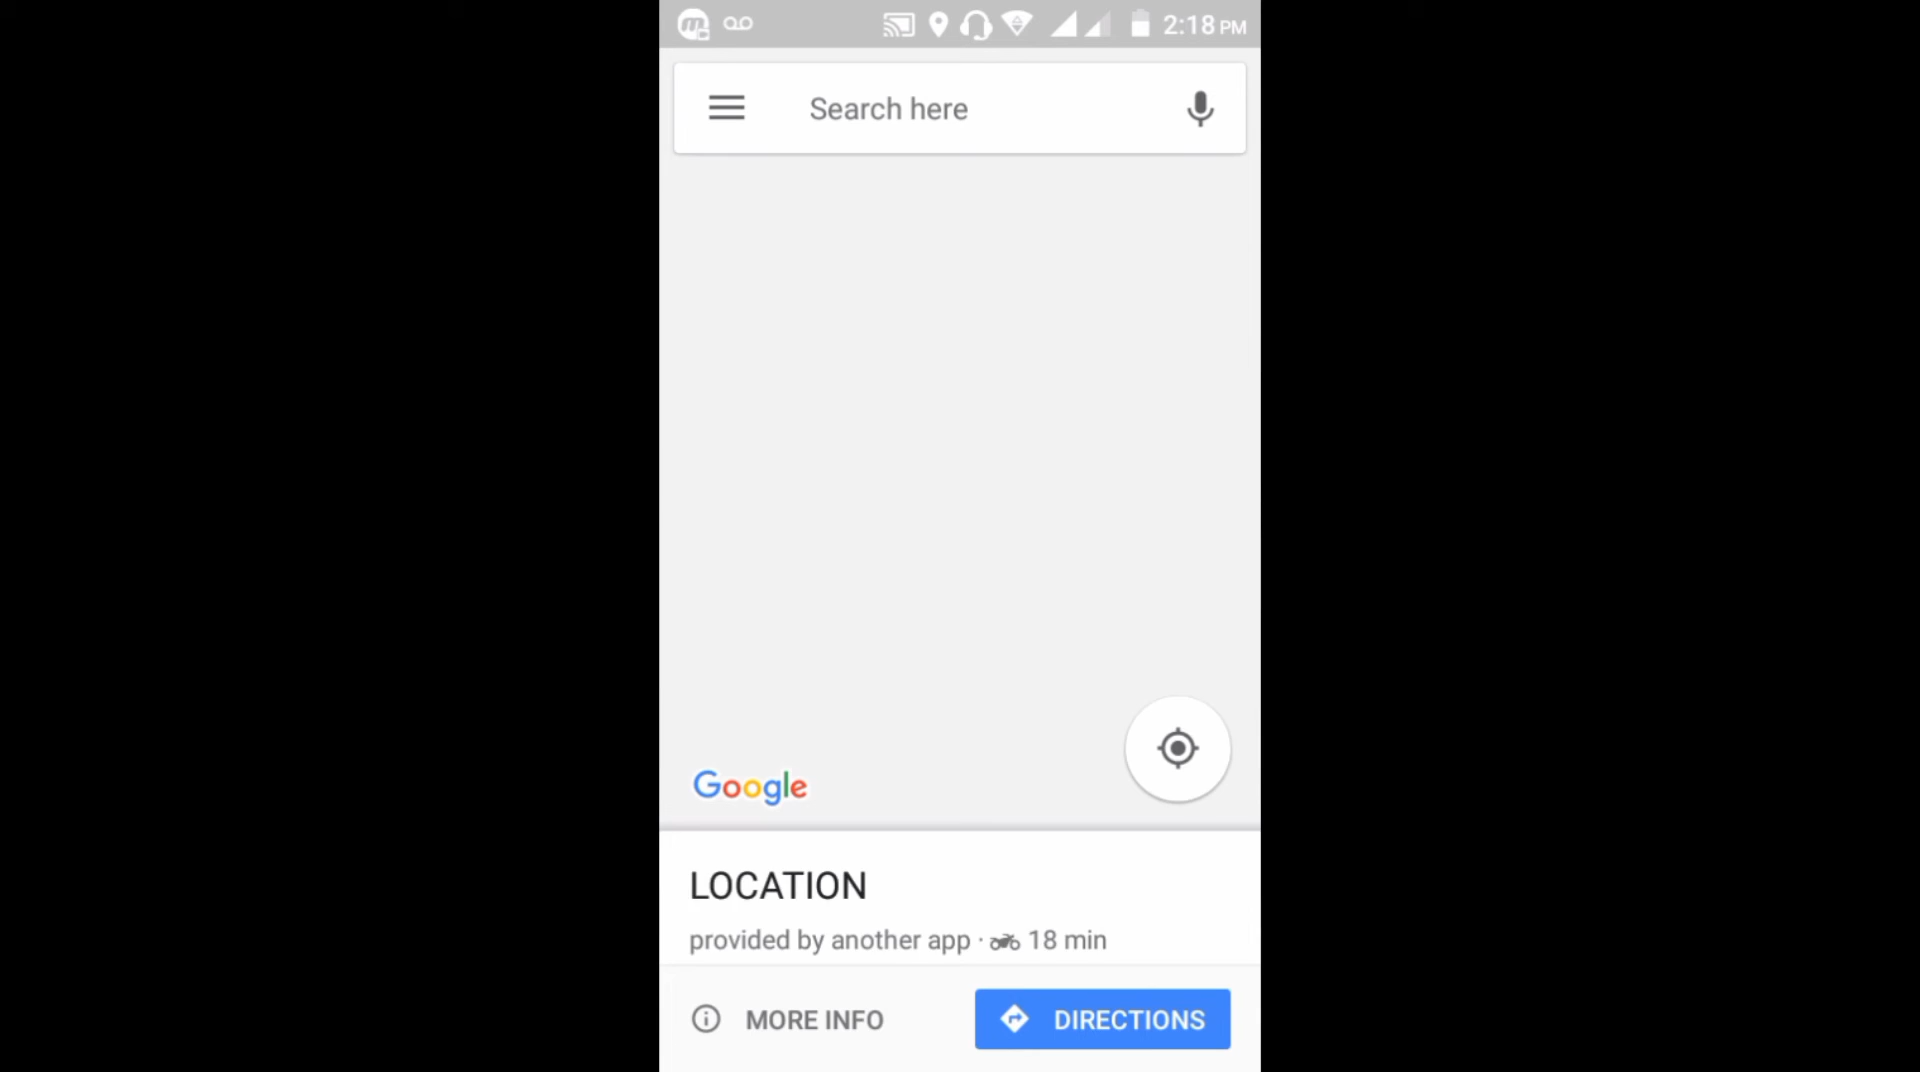 2:18 PM
Search here
Google
LOCATION
provided by another app · 18 min
MORE INFO
DIRECTIONS